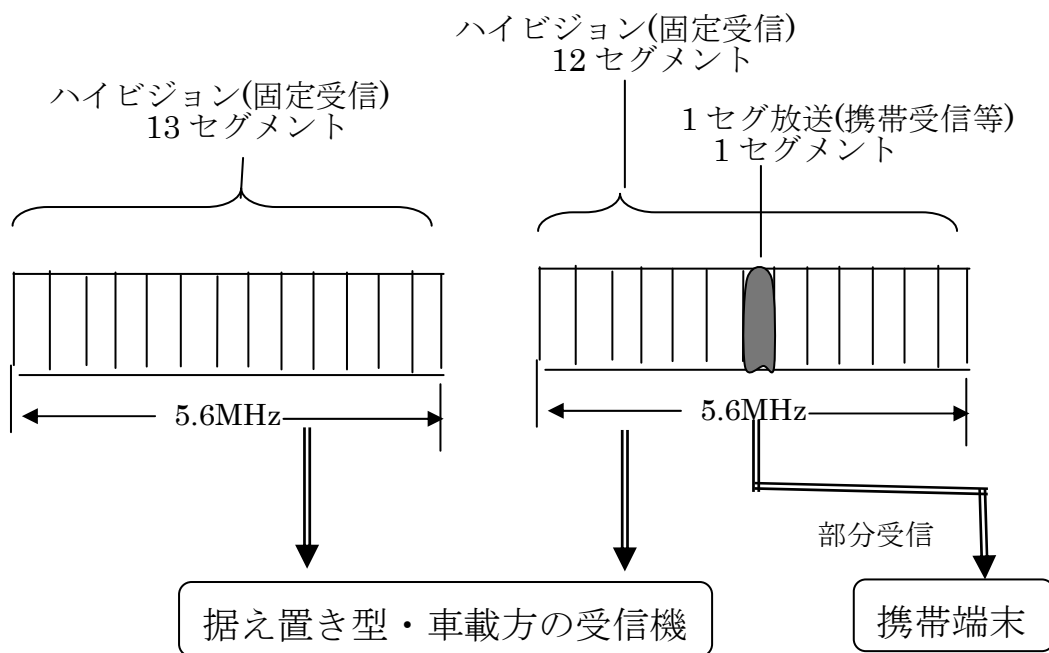 ハイビジョン(固定受信)
13 セグメント
ハイビジョン(固定受信)
12 セグメント
1 セグ放送(携帯受信等)
1 セグメント
5.6MHz
5.6MHz
部分受信
据え置き型・車載方の受信機
携帯端末